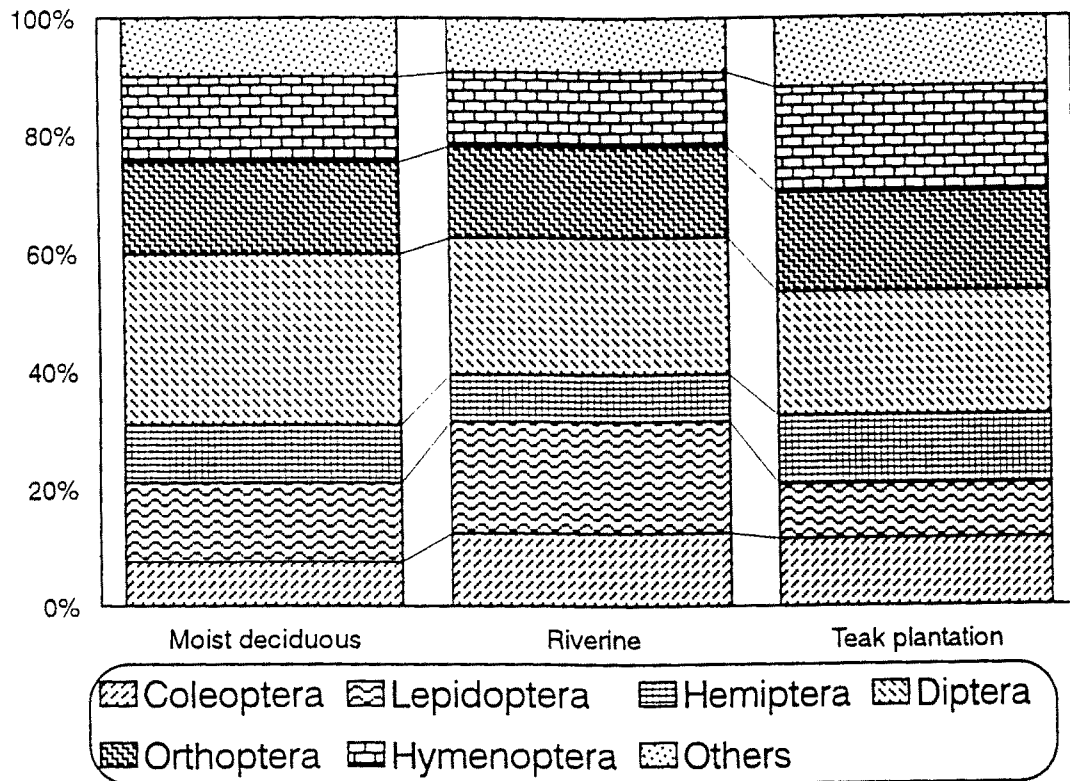 100%
80%
60%
40%
20%
0%
Moist deciduous Riverine Teak plantation
Coleoptera Lepidoptera Hemiptera Diptera
Orthoptera Hymenoptera Others